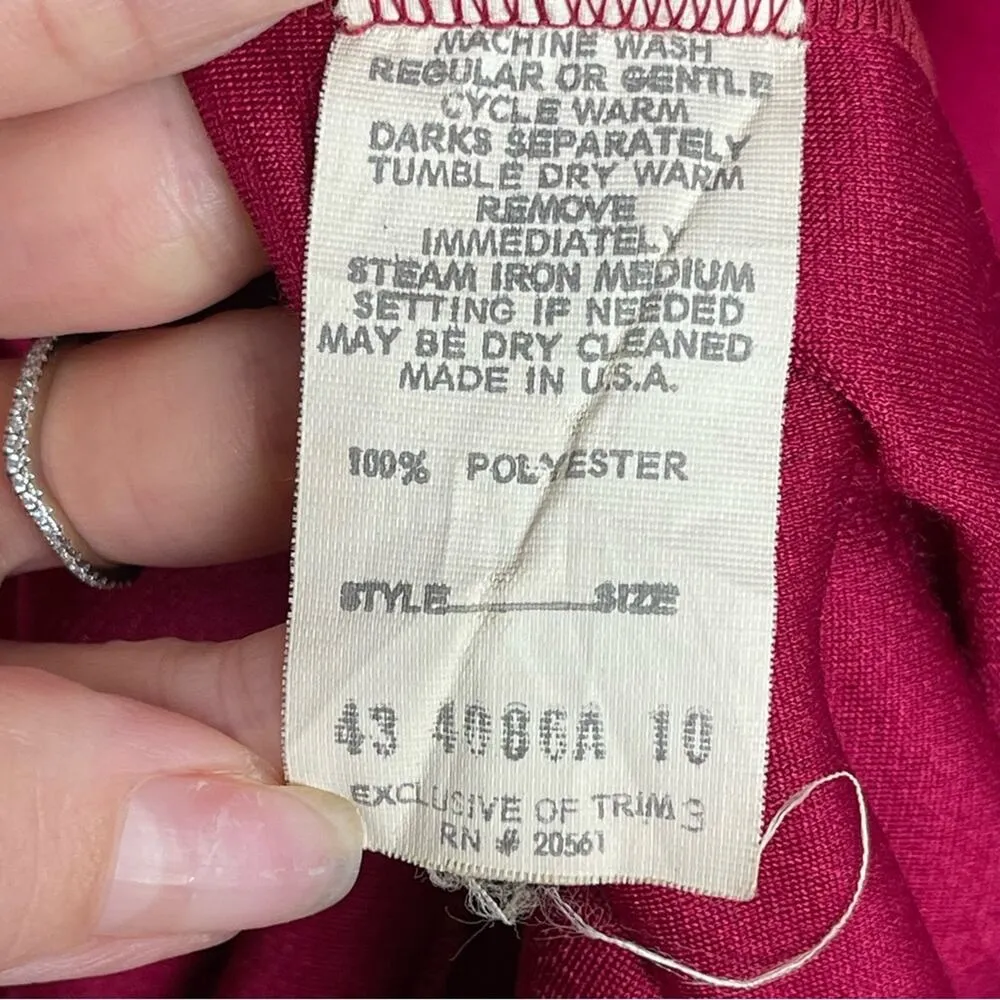 MACHINE WASH
REGULAR OR GENTLE
CYCLE WARM
DARKS SEPARATELY
TUMBLE DRY WARM
REMOVE
IMMEDIATELY
STEAM IRON MEDIUM
SETTING IF NEEDED
MAY BE DRY CLEANED
MADE IN U.S.A.
100% POLYESTER
STYLE SIZE
43 4086A 10
EXCLUSIVE OF TRIM 3
RN # 20561